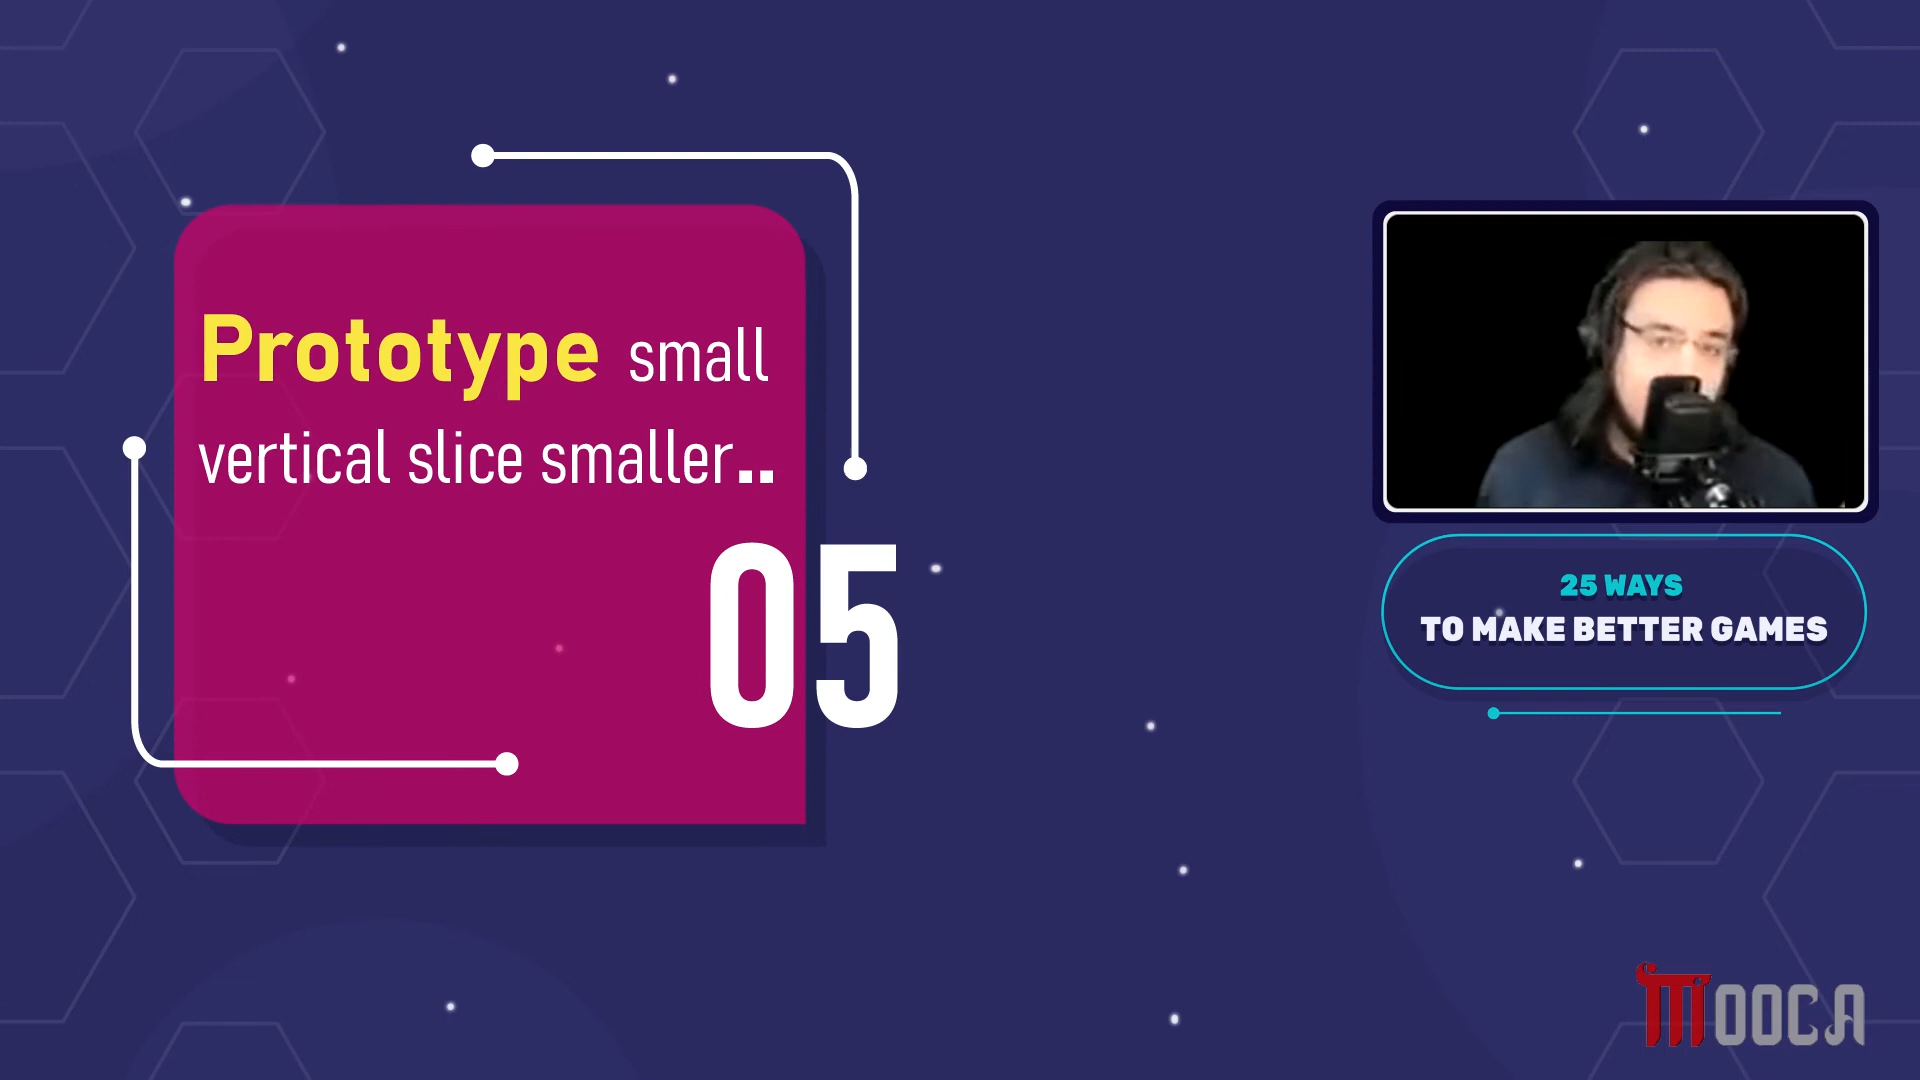 Prototype small
vertical slice smaller..
05
25 WAYS
TO MAKE BETTER GAMES
MOOCA